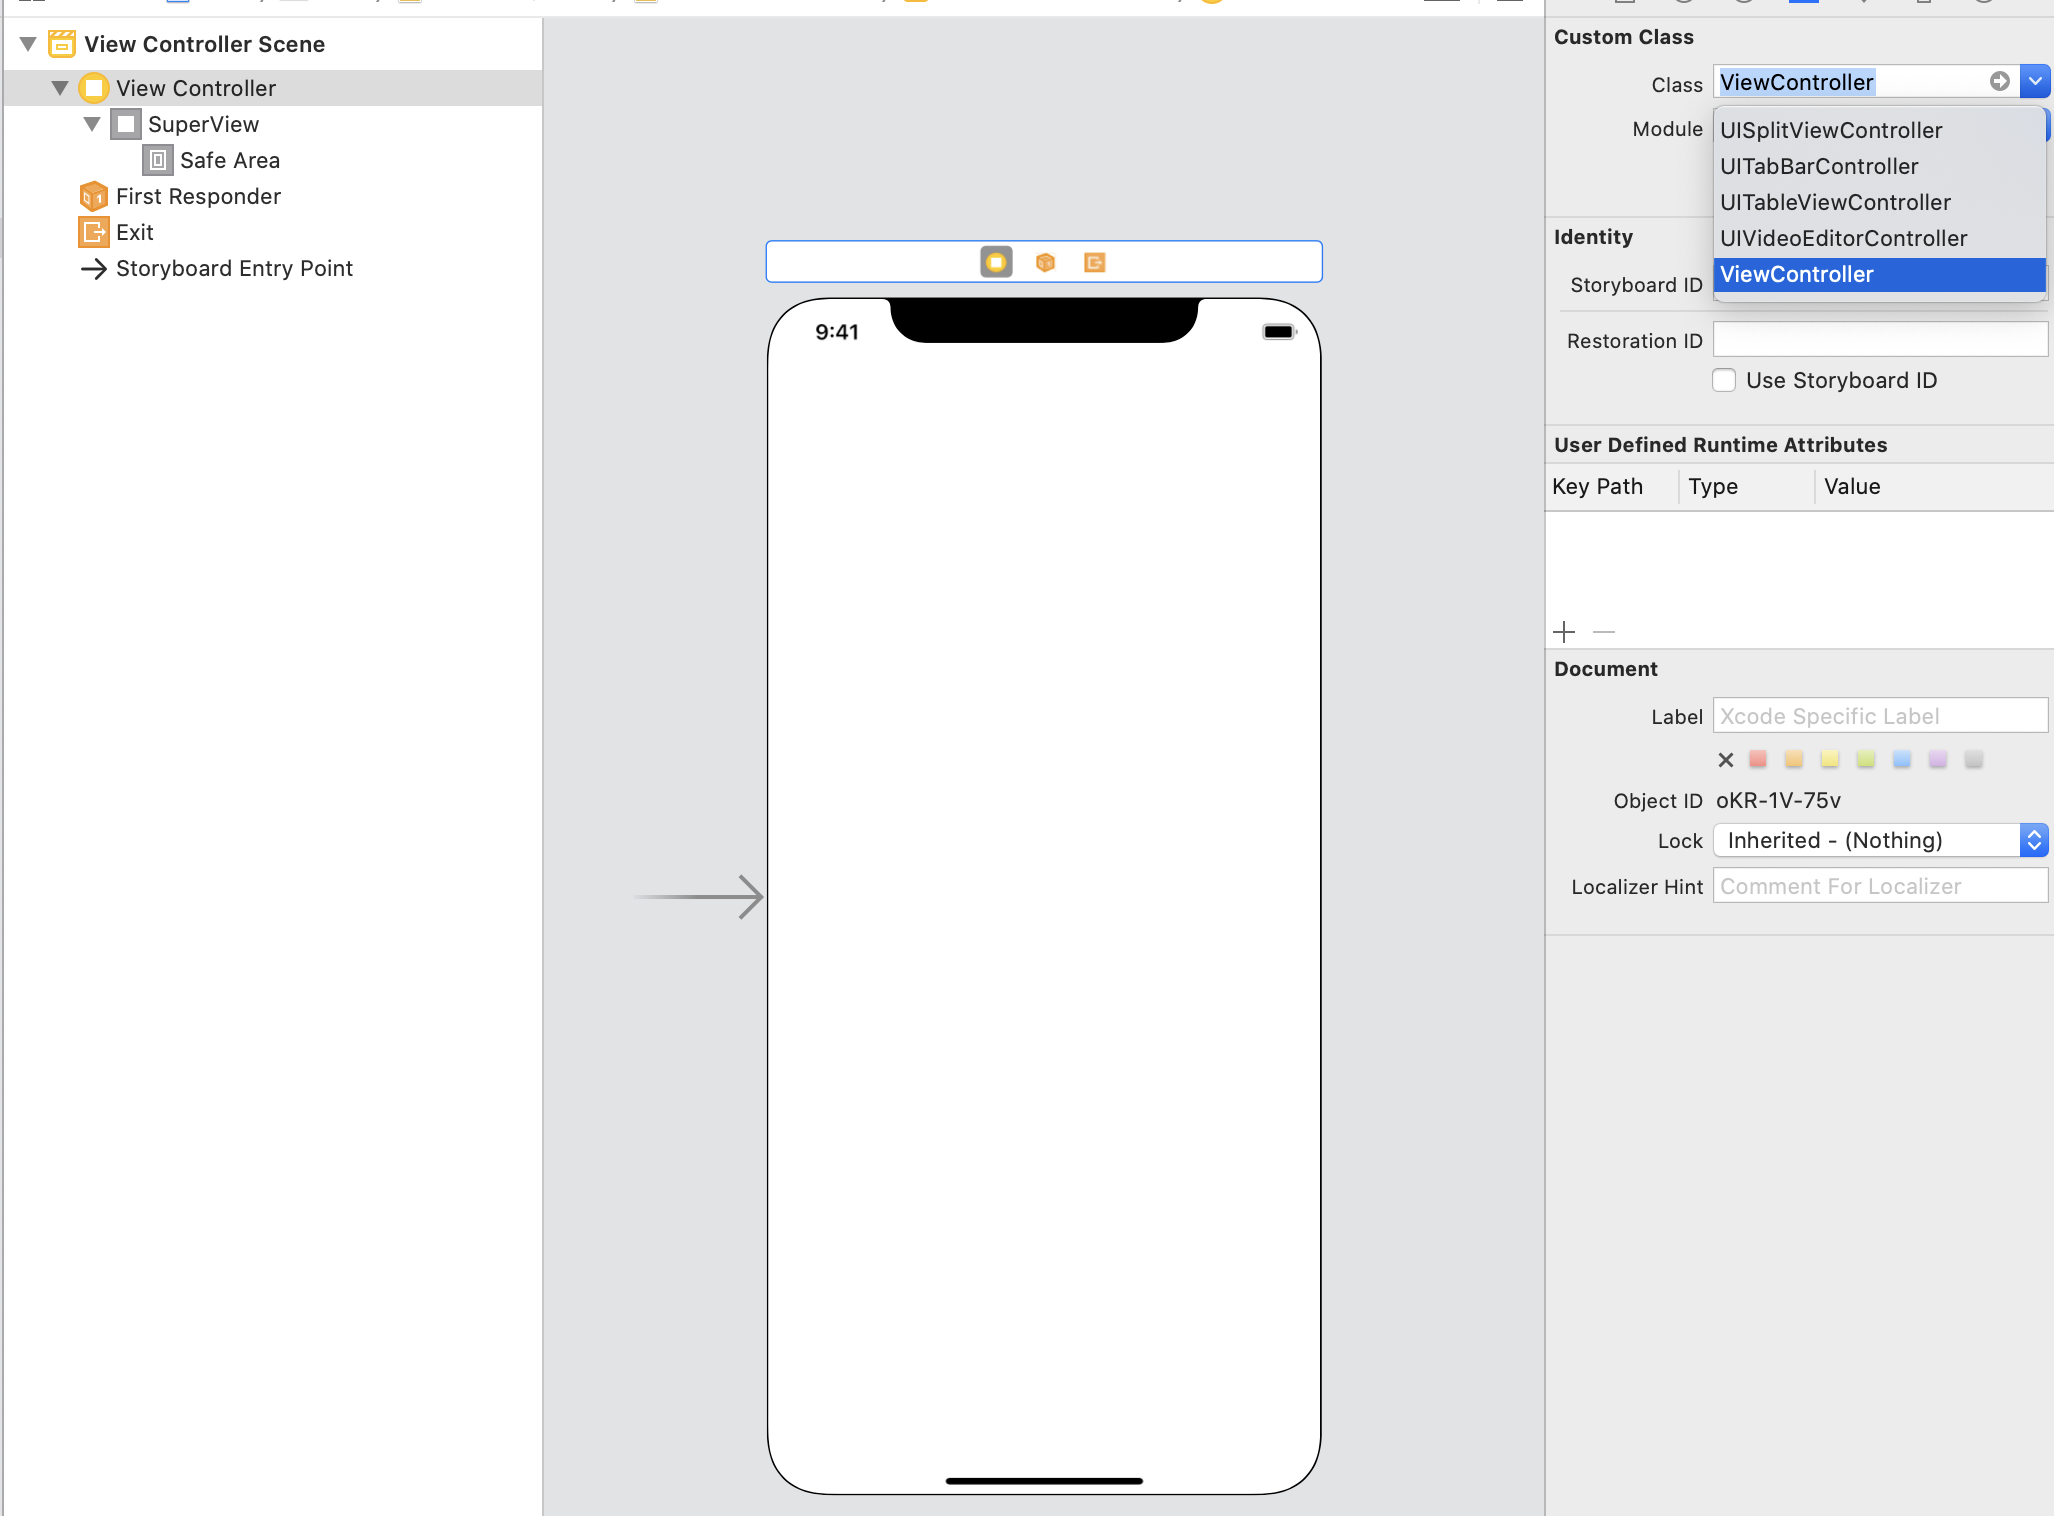 View Controller Scene
View Controller
SuperView
Safe Area
First Responder
Exit
Storyboard Entry Point
9:41
Custom Class
Class ViewController
Module
UISplitViewController
UITabBarController
UITableViewController
UIVideoEditorController
ViewController
Identity
Storyboard ID
Restoration ID
Use Storyboard ID
User Defined Runtime Attributes
Key Path Type Value
Document
Label Xcode Specific Label
Object ID oKR-1V-75v
Lock Inherited - (Nothing)
Localizer Hint Comment For Localizer